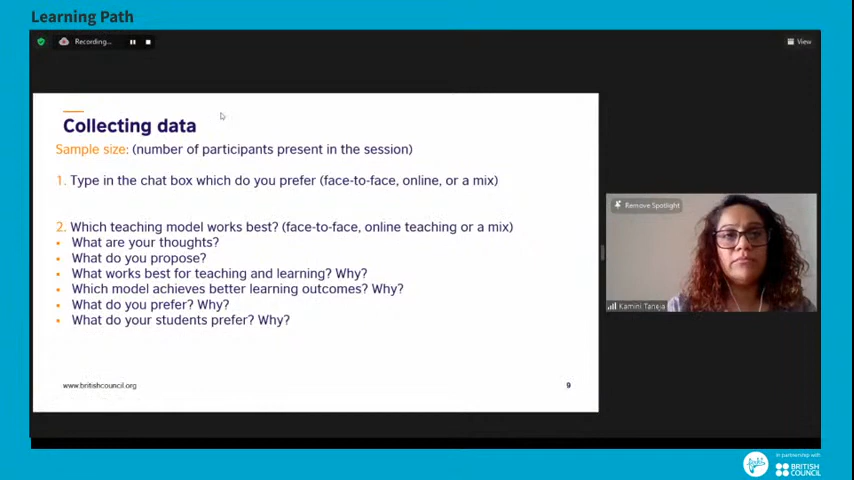 Learning Path
Recording...
View
Collecting data
Sample size: (number of participants present in the session)
1. Type in the chat box which do you prefer (face-to-face, online, or a mix)
2. Which teaching model works best? (face-to-face, online teaching or a mix)
• What are your thoughts?
• What do you propose?
• What works best for teaching and learning? Why?
• Which model achieves better learning outcomes? Why?
• What do you prefer? Why?
• What do your students prefer? Why?
www.britishcouncil.org
9
Remove Spotlight
Kamini Taneja
In partnership with
BRITISH
COUNCIL